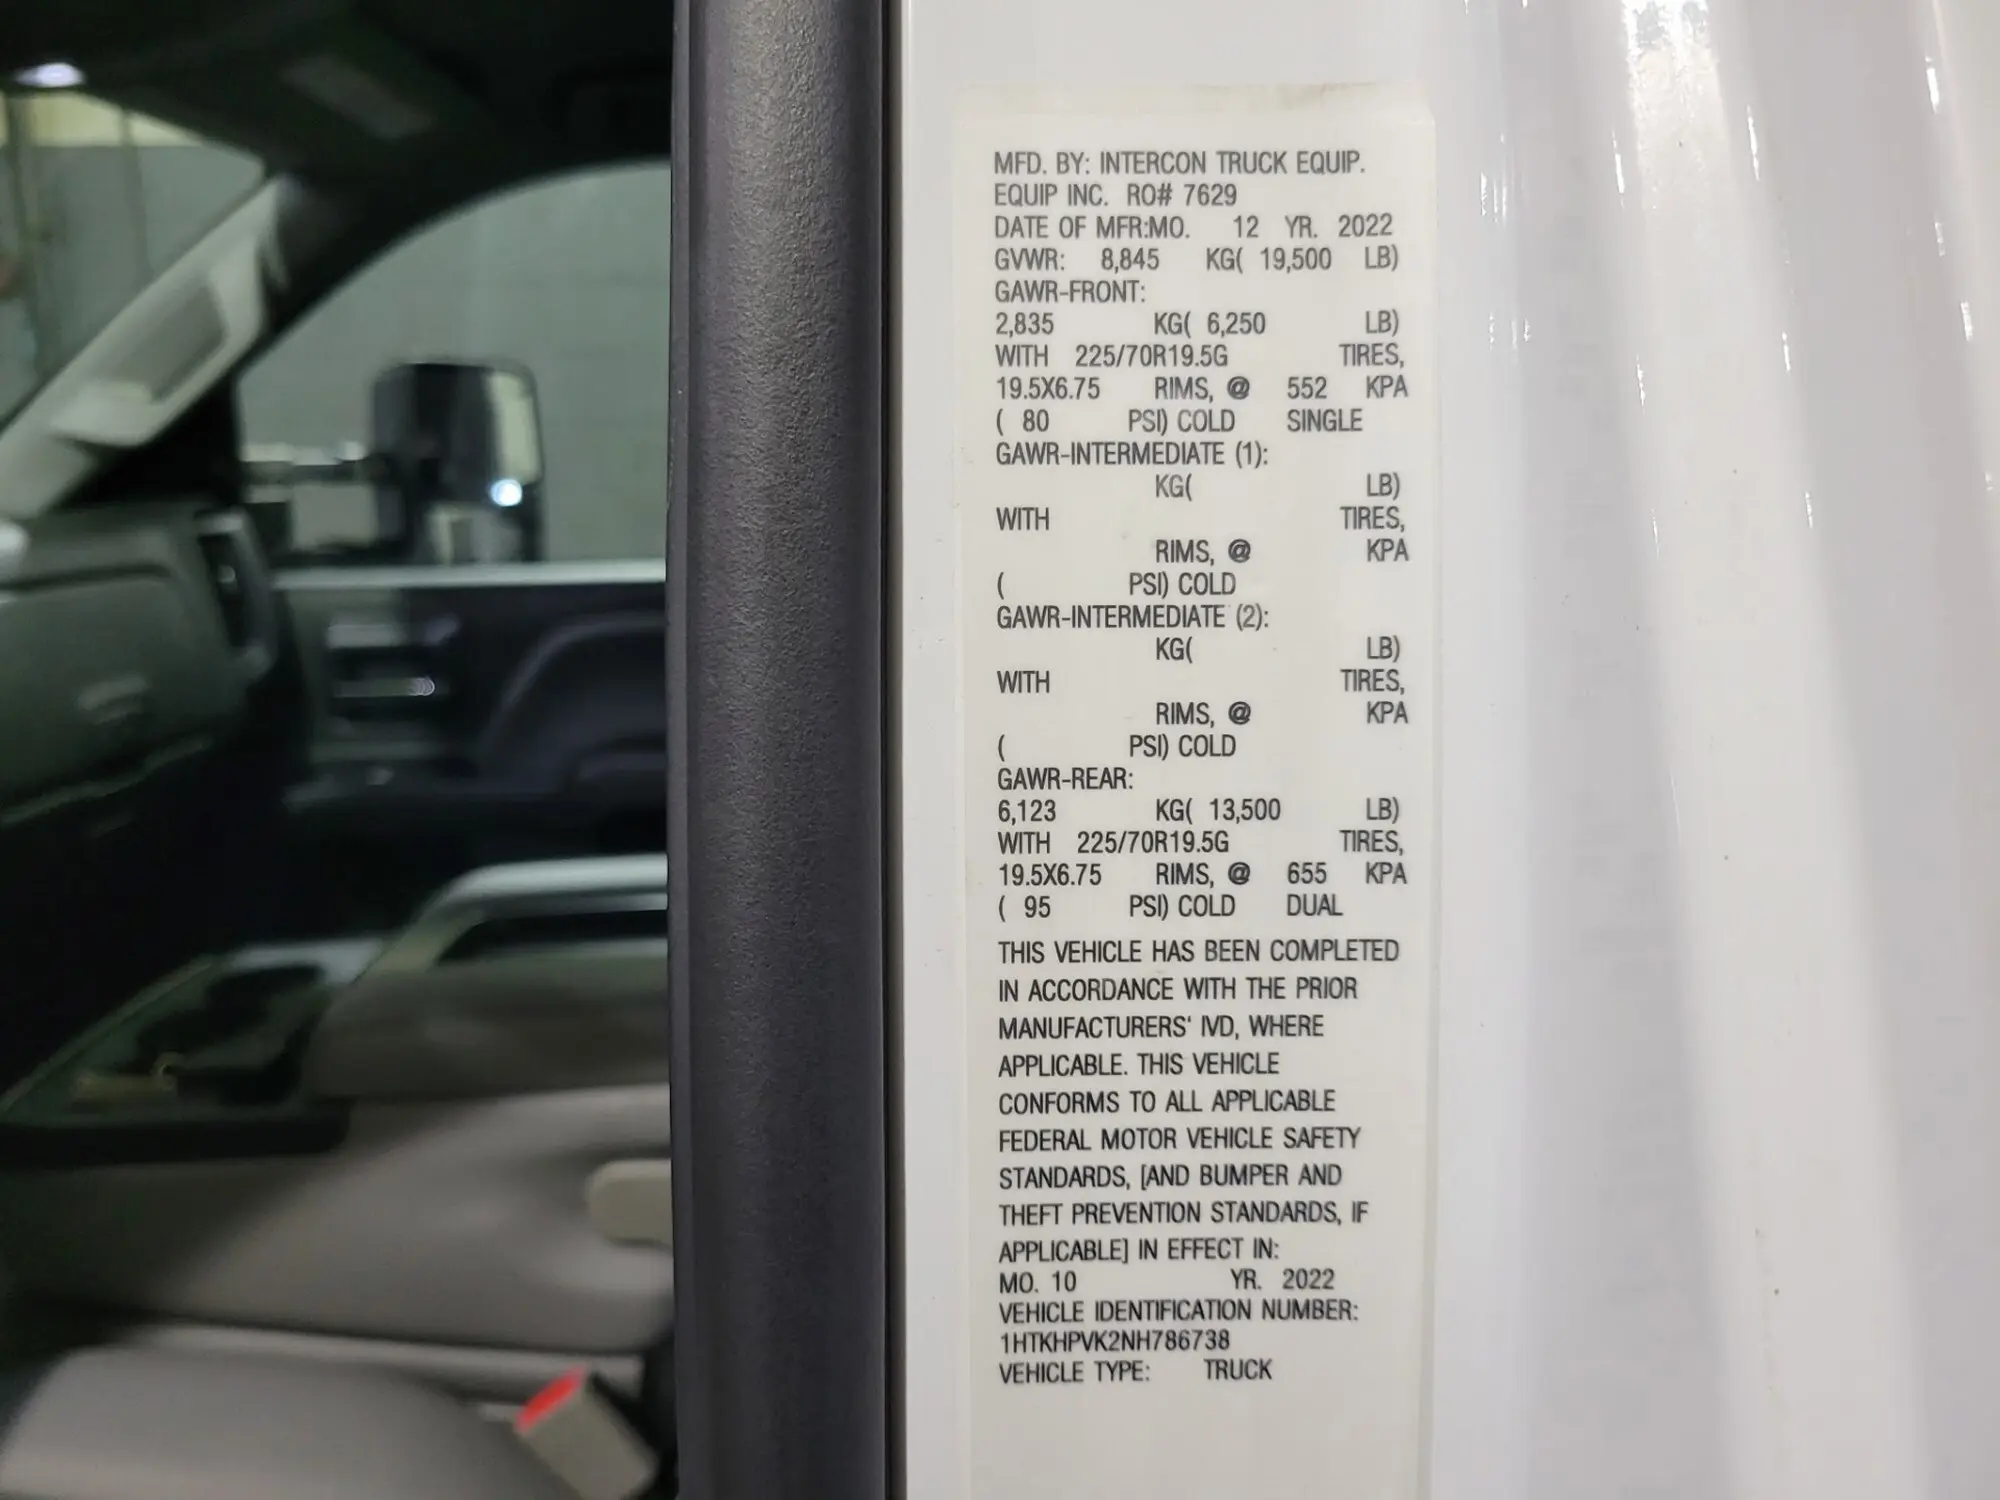 MFD. BY: INTERCON TRUCK EQUIP.
EQUIP INC. RO# 7629
DATE OF MFR:MO. 12 YR. 2022
GVWR: 8,845 KG( 19,500 LB)
GAWR-FRONT:
2,835 KG( 6,250 LB)
WITH 225/70R19.5G TIRES,
19.5X6.75 RIMS, @ 552 KPA
( 80 PSI) COLD SINGLE
GAWR-INTERMEDIATE (1):
KG( LB)
WITH TIRES,
RIMS, @ KPA
( PSI) COLD
GAWR-INTERMEDIATE (2):
KG( LB)
WITH TIRES,
RIMS, @ KPA
( PSI) COLD
GAWR-REAR:
6,123 KG( 13,500 LB)
WITH 225/70R19.5G TIRES,
19.5X6.75 RIMS, @ 655 KPA
( 95 PSI) COLD DUAL
THIS VEHICLE HAS BEEN COMPLETED
IN ACCORDANCE WITH THE PRIOR
MANUFACTURERS' IVD, WHERE
APPLICABLE. THIS VEHICLE
CONFORMS TO ALL APPLICABLE
FEDERAL MOTOR VEHICLE SAFETY
STANDARDS, [AND BUMPER AND
THEFT PREVENTION STANDARDS, IF
APPLICABLE] IN EFFECT IN:
MO. 10 YR. 2022
VEHICLE IDENTIFICATION NUMBER:
1HTKHPVK2NH786738
VEHICLE TYPE: TRUCK